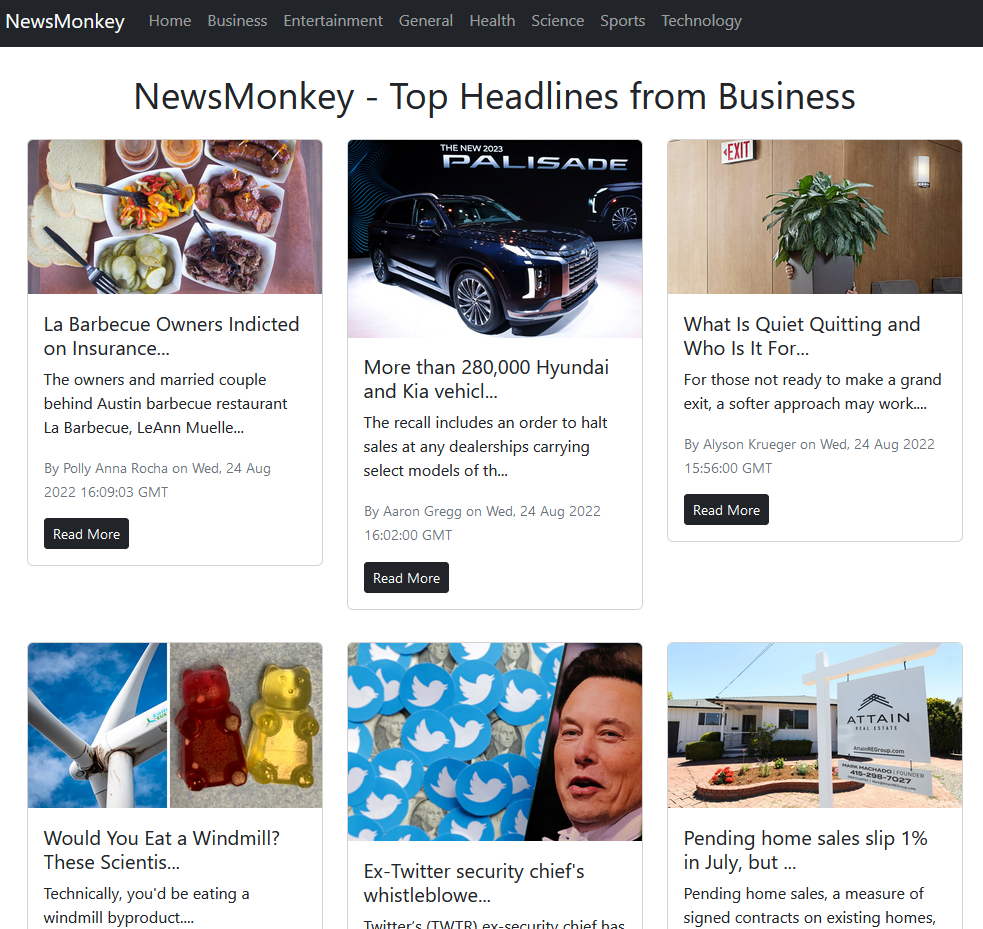 NewsMonkey Home Business Entertainment General Health Science Sports Technology
NewsMonkey - Top Headlines from Business
La Barbecue Owners Indicted
on Insurance...
The owners and married couple
behind Austin barbecue restaurant
La Barbecue, LeAnn Muelle...
By Polly Anna Rocha on Wed, 24 Aug
2022 16:09:03 GMT
Read More
THE NEW 2023
PALISADE
More than 280,000 Hyundai
and Kia vehicl...
The recall includes an order to halt
sales at any dealerships carrying
select models of th...
By Aaron Gregg on Wed, 24 Aug 2022
16:02:00 GMT
Read More
EXIT
What Is Quiet Quitting and
Who Is It For...
For those not ready to make a grand
exit, a softer approach may work....
By Alyson Krueger on Wed, 24 Aug 2022
15:56:00 GMT
Read More
Would You Eat a Windmill?
These Scientis...
Technically, you'd be eating a
windmill byproduct....
Ex-Twitter security chief's
whistleblowe...
Twitter’s (TWTR) ex-security chief has
ATTAIN
REAL ESTATE
AttainREGroup.com
MARK MACHADO | FOUNDER
415-298-7027
Pending home sales slip 1%
in July, but ...
Pending home sales, a measure of
signed contracts on existing homes,